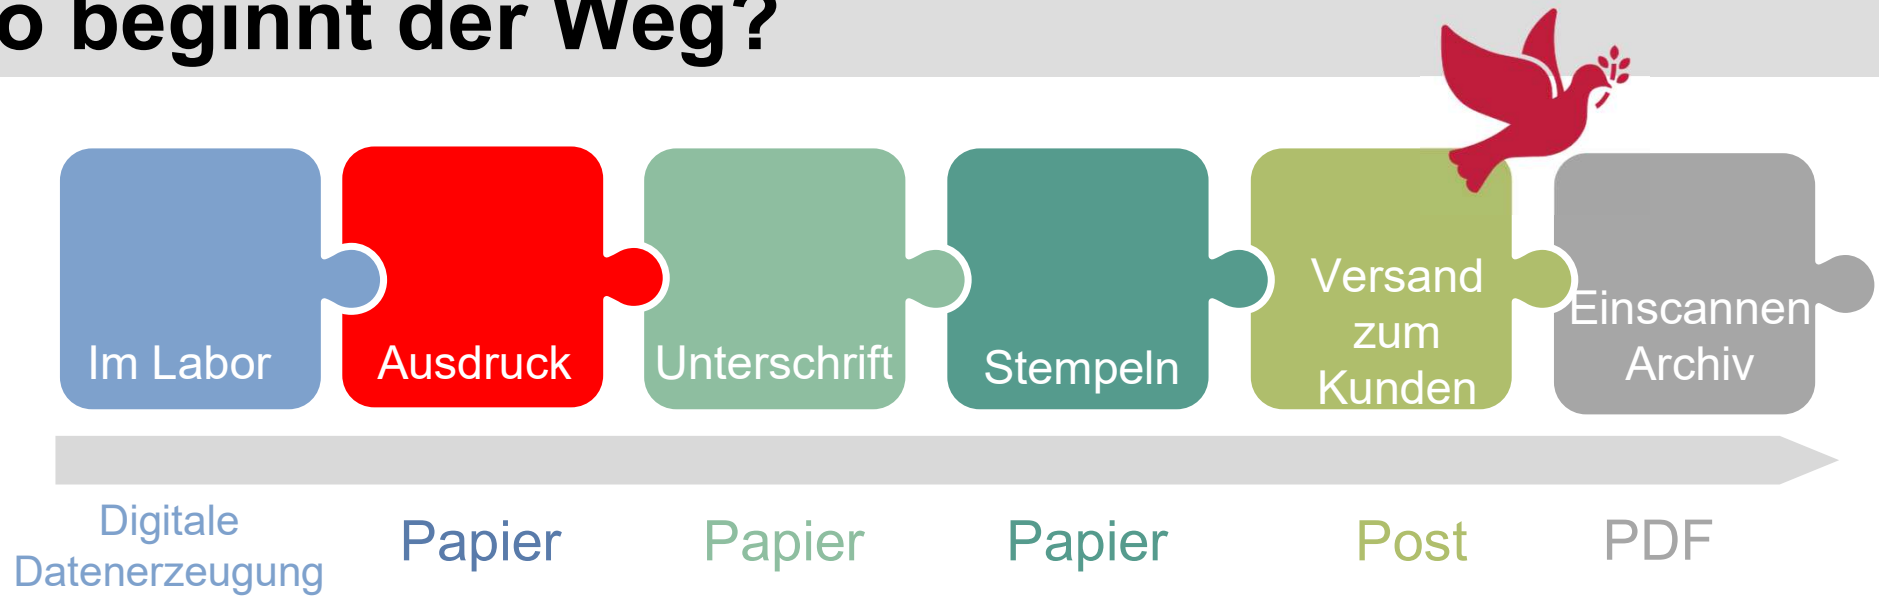 o beginnt der Weg?
Im Labor
Ausdruck
Unterschrift
Stempeln
Versand
zum
Kunden
Einscannen
Archiv
Digitale
Datenerzeugung
Papier
Papier
Papier
Post
PDF